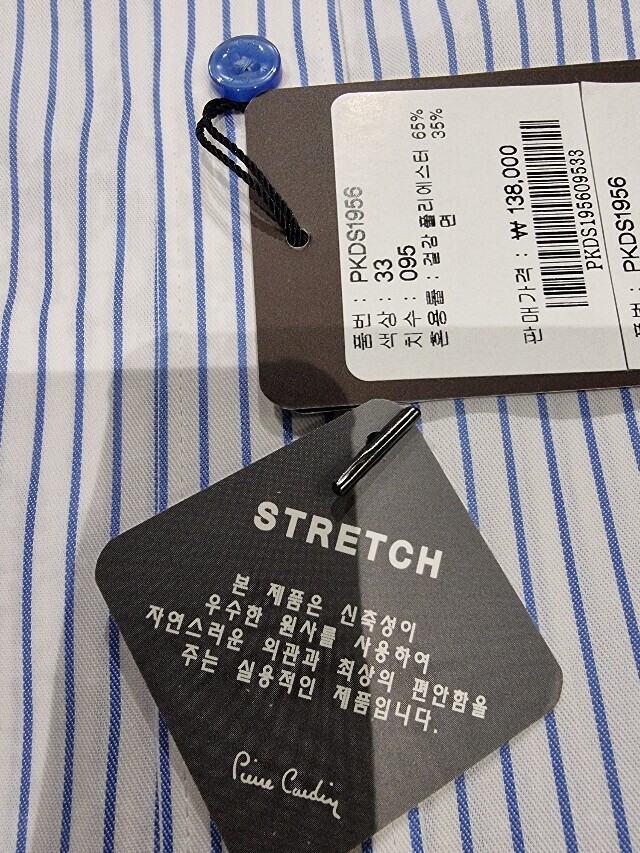 품번 : PKDS1956
색상 : 33
치수 : 095
혼용률 : 겉감 폴리에스터 65%
면 35%
판매가격 : ₩ 138,000
PKDS195609533
품번 : PKDS1956
STRETCH
본 제품은 신축성이
우수한 원사를 사용하여
자연스러운 외관과 최상의 편안함을
주는 실용적인 제품입니다.
Pierre Cardin